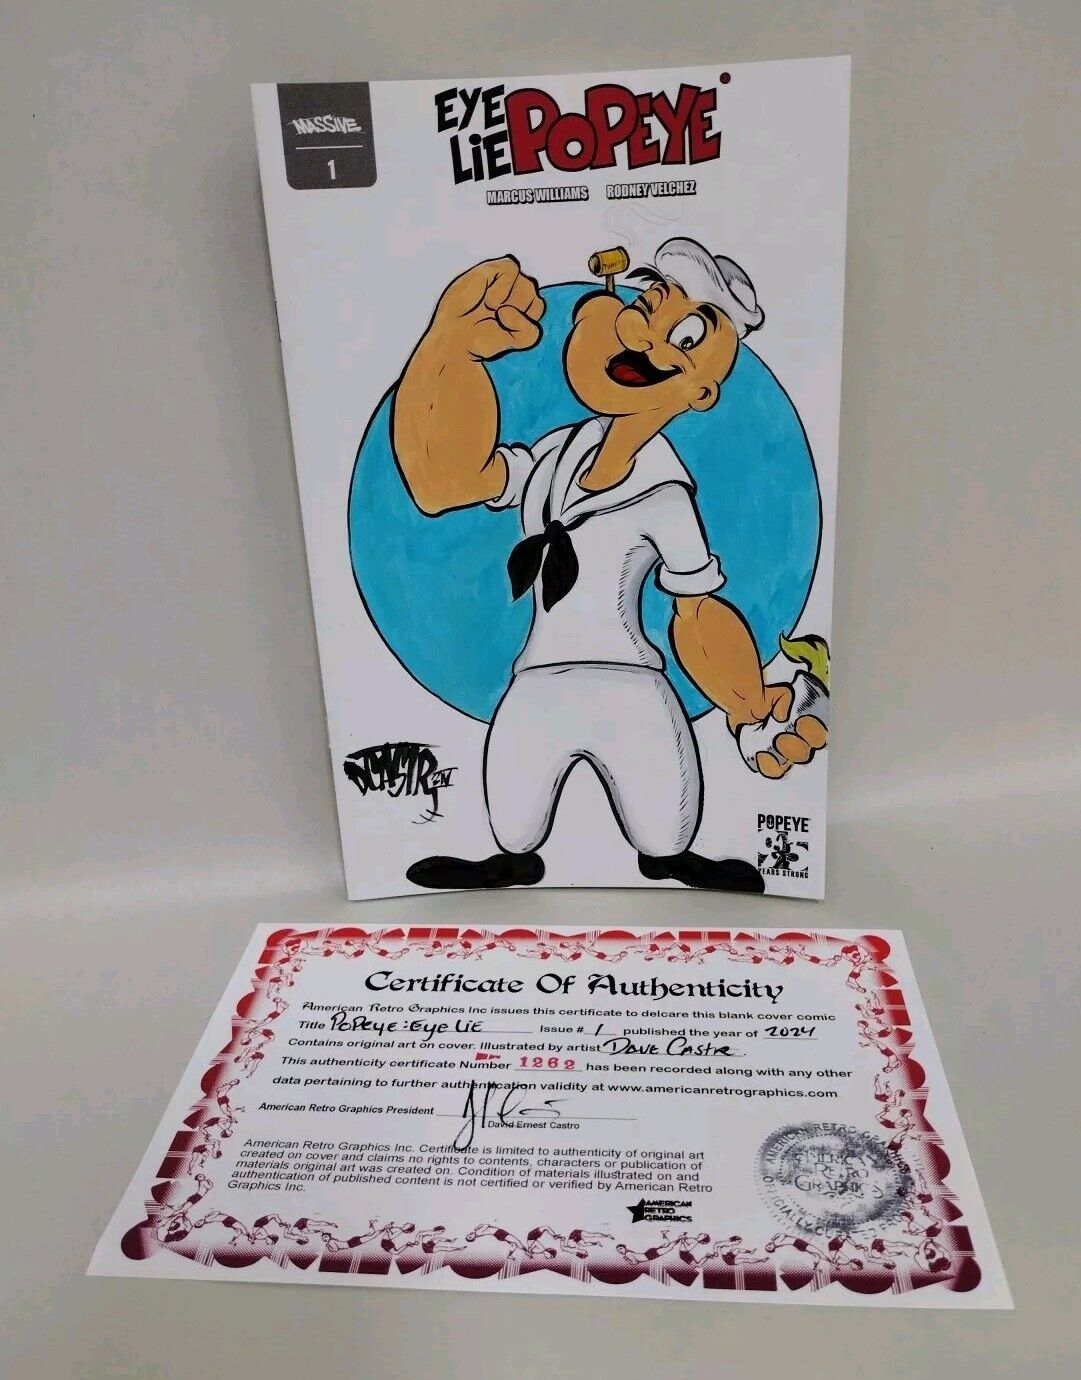 MASSIVE
1
EYE LIE POPEYE
MARCUS WILLIAMS RODNEY VELCHEZ
POPEYE
YEARS STRONG
Certificate Of Authenticity
American Retro Graphics Inc issues this certificate to delcare this blank cover comic
Title Popeye: Eye Lie Issue # 1 published the year of 2024
Contains original art on cover. Illustrated by artist Dave Castr
This authenticity certificate Number 1262 has been recorded along with any other
data pertaining to further authentication validity at www.americanretrographics.com
American Retro Graphics President
David Ernest Castro
American Retro Graphics Inc. Certificate is limited to authenticity of original art
created on cover and claims no rights to contents, characters or publication of
materials original art was created on. Condition of materials illustrated on and
authentication of published content is not certified or verified by American Retro
Graphics Inc.
AMERICAN
RETRO
GRAPHICS